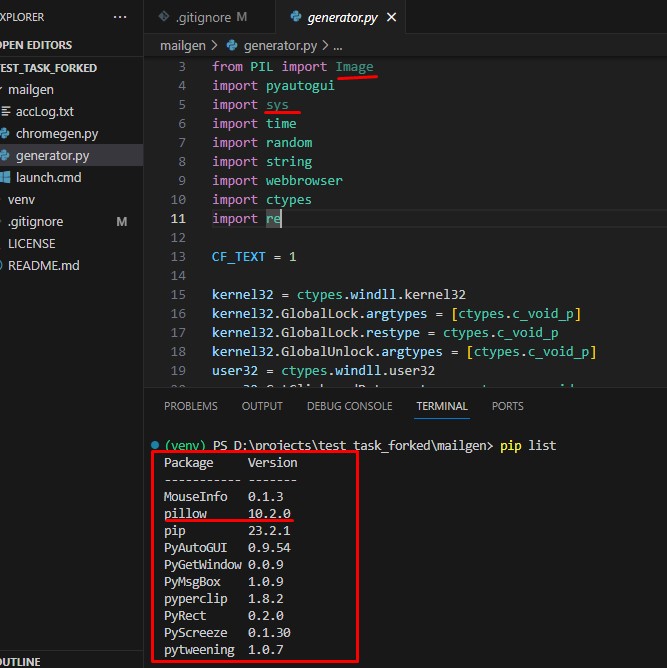 EXPLORER ...
OPEN EDITORS
TEST_TASK_FORKED
mailgen
accLog.txt
chromegen.py
generator.py
launch.cmd
venv
.gitignore M
LICENSE
README.md
OUTLINE
.gitignore M
generator.py
mailgen > generator.py > ...
3 from PIL import Image
4 import pyautogui
5 import sys
6 import time
7 import random
8 import string
9 import webbrowser
10 import ctypes
11 import re
12
13 CF_TEXT = 1
14
15 kernel32 = ctypes.windll.kernel32
16 kernel32.GlobalLock.argtypes = [ctypes.c_void_p]
17 kernel32.GlobalLock.restype = ctypes.c_void_p
18 kernel32.GlobalUnlock.argtypes = [ctypes.c_void_p]
19 user32 = ctypes.windll.user32
PROBLEMS OUTPUT DEBUG CONSOLE TERMINAL PORTS
(venv) PS D:\projects\test_task_forked\mailgen> pip list
Package Version
----------- -------
MouseInfo 0.1.3
pillow 10.2.0
pip 23.2.1
PyAutoGUI 0.9.54
PyGetWindow 0.0.9
PyMsgBox 1.0.9
pyperclip 1.8.2
PyRect 0.2.0
PyScreeze 0.1.30
pytweening 1.0.7